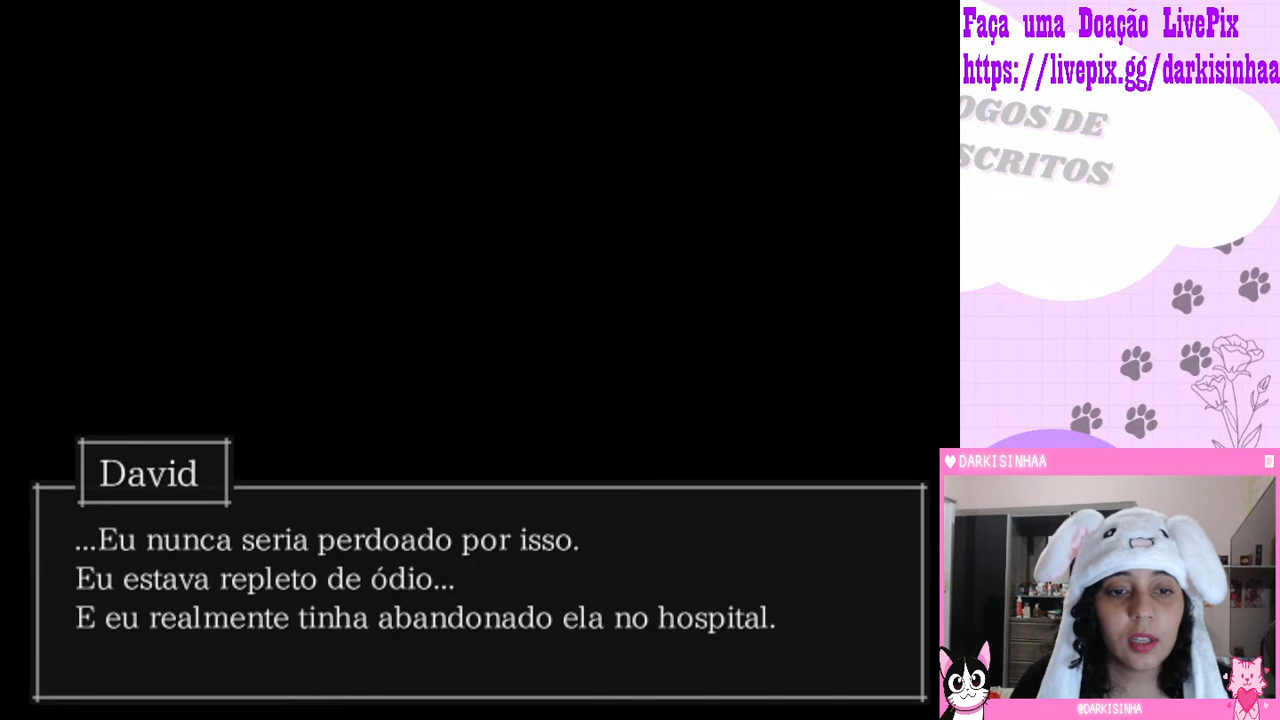 Faça uma Doação LivePix
https://livepix.gg/darkisinhaa
OGOS DE
SCRITOS
David
...Eu nunca seria perdoado por isso.
Eu estava repleto de ódio...
E eu realmente tinha abandonado ela no hospital.
DARKISINHAA
@DARKISINHA